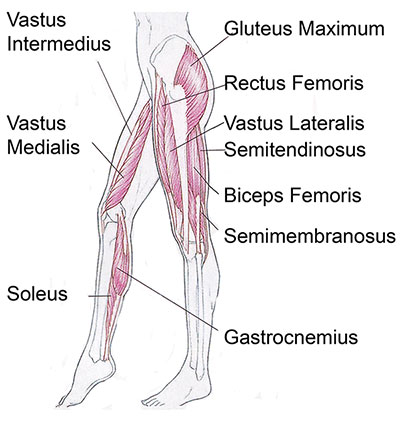 Vastus
Intermedius
Vastus
Medialis
Soleus
Gluteus Maximum
Rectus Femoris
Vastus Lateralis
Semitendinosus
Biceps Femoris
Semimembranosus
Gastrocnemius